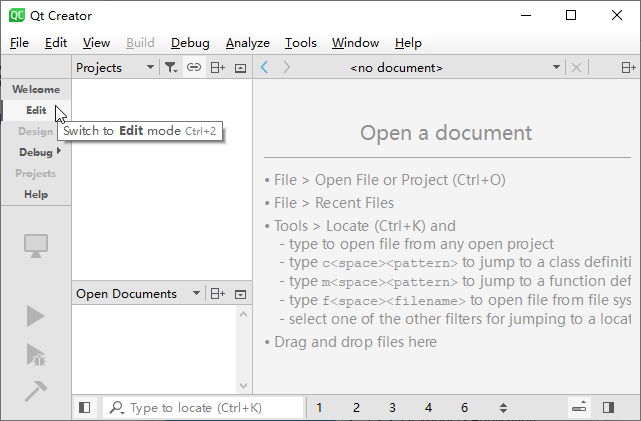 QC Qt Creator
File Edit View Build Debug Analyze Tools Window Help
Projects <no document>
Welcome
Edit
Switch to Edit mode Ctrl+2
Design
Debug
Projects
Help
Open a document
• File > Open File or Project (Ctrl+O)
• File > Recent Files
• Tools > Locate (Ctrl+K) and
- type to open file from any open project
- type c<space><pattern> to jump to a class definiti
- type m<space><pattern> to jump to a function def
- type f<space><filename> to open file from file sys
- select one of the other filters for jumping to a locat
• Drag and drop files here
Open Documents
Type to locate (Ctrl+K) 1 2 3 4 6